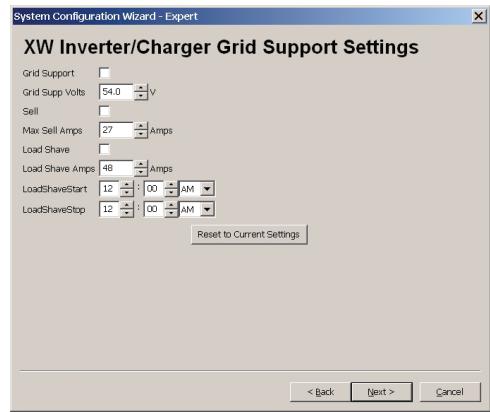 System Configuration Wizard - Expert
XW Inverter/Charger Grid Support Settings
Grid Support
Grid Supp Volts 54.0 V
Sell
Max Sell Amps 27 Amps
Load Shave
Load Shave Amps 48 Amps
LoadShaveStart 12 : 00 AM
LoadShaveStop 12 : 00 AM
Reset to Current Settings
< Back Next > Cancel